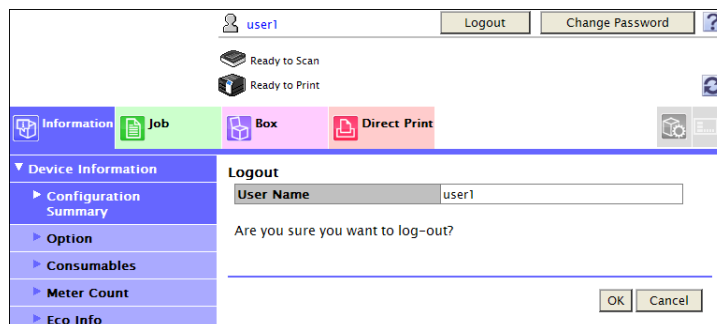 user1 Logout Change Password ?
Ready to Scan
Ready to Print
Information Job Box Direct Print
Device Information
Configuration
Summary
Option
Consumables
Meter Count
Eco Info
Logout
User Name user1
Are you sure you want to log-out?
OK Cancel